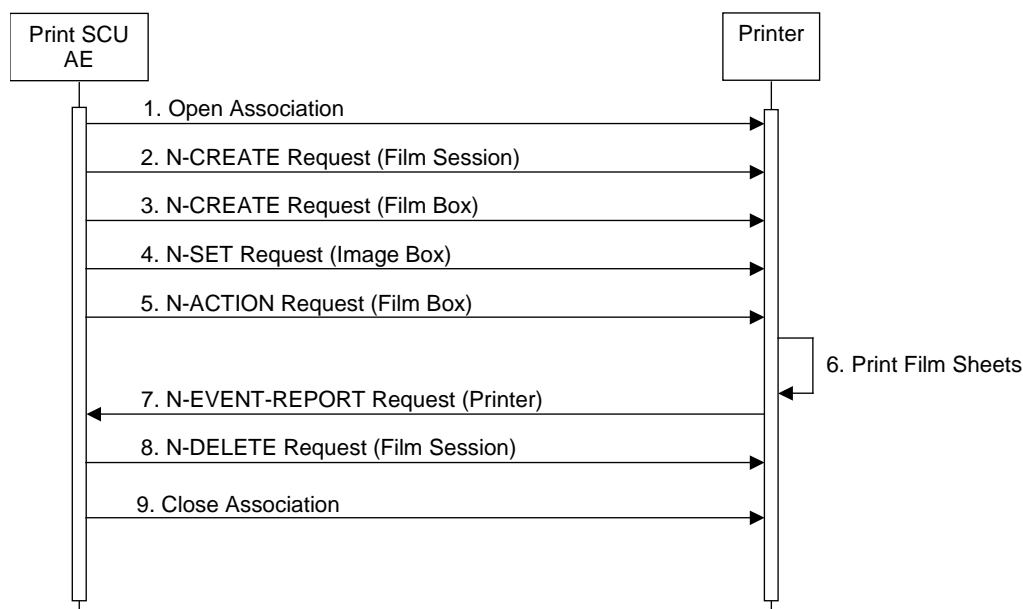 Print SCU
AE
Printer
1. Open Association
2. N-CREATE Request (Film Session)
3. N-CREATE Request (Film Box)
4. N-SET Request (Image Box)
5. N-ACTION Request (Film Box)
6. Print Film Sheets
7. N-EVENT-REPORT Request (Printer)
8. N-DELETE Request (Film Session)
9. Close Association